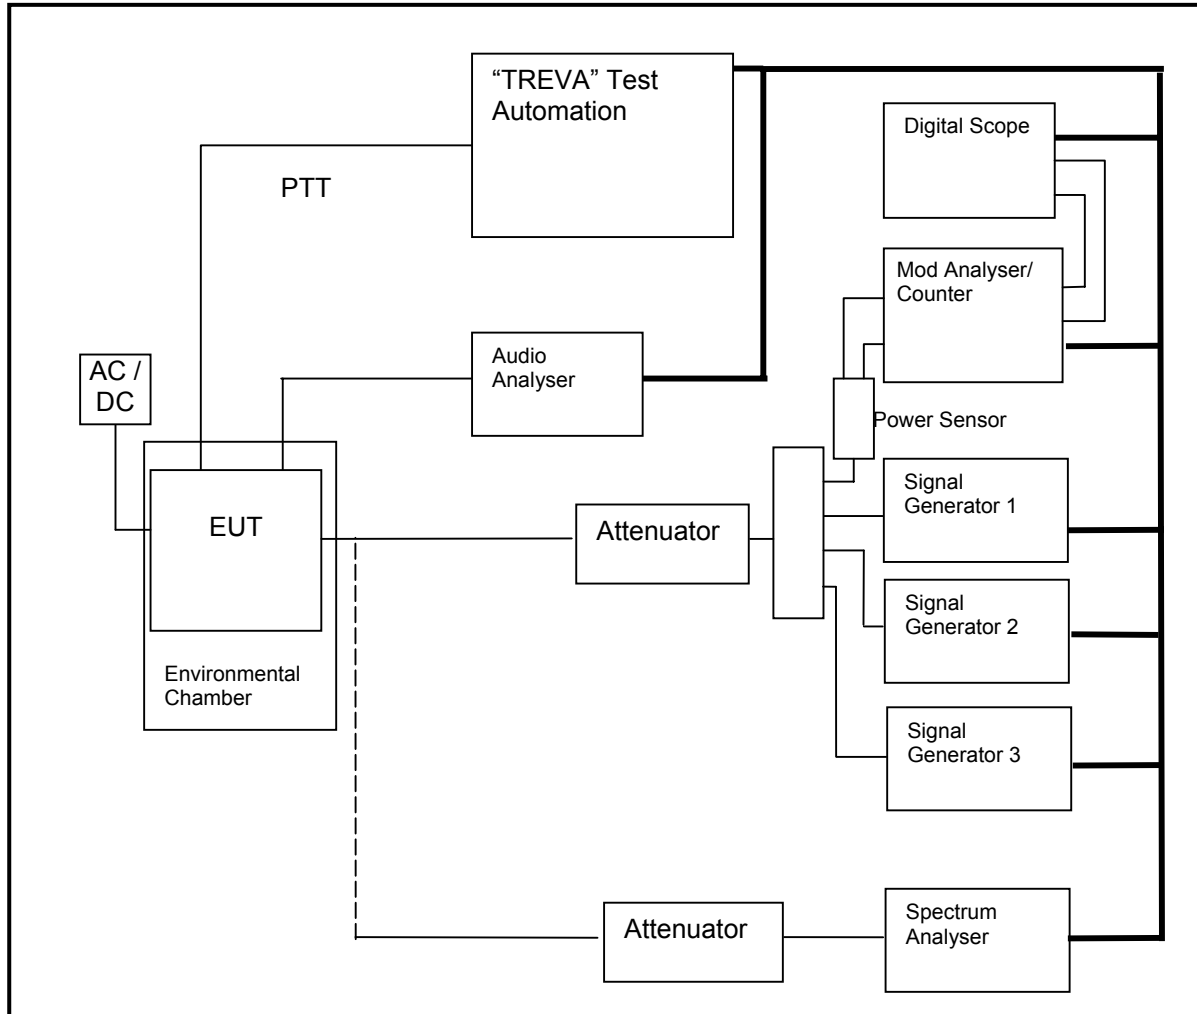 “TREVA” Test
Automation
Digital Scope
PTT
Mod Analyser/
Counter
Audio
Analyser
AC /
DC
Power Sensor
Signal
Generator 1
EUT
Attenuator
Signal
Generator 2
Environmental
Chamber
Signal
Generator 3
Attenuator
Spectrum
Analyser